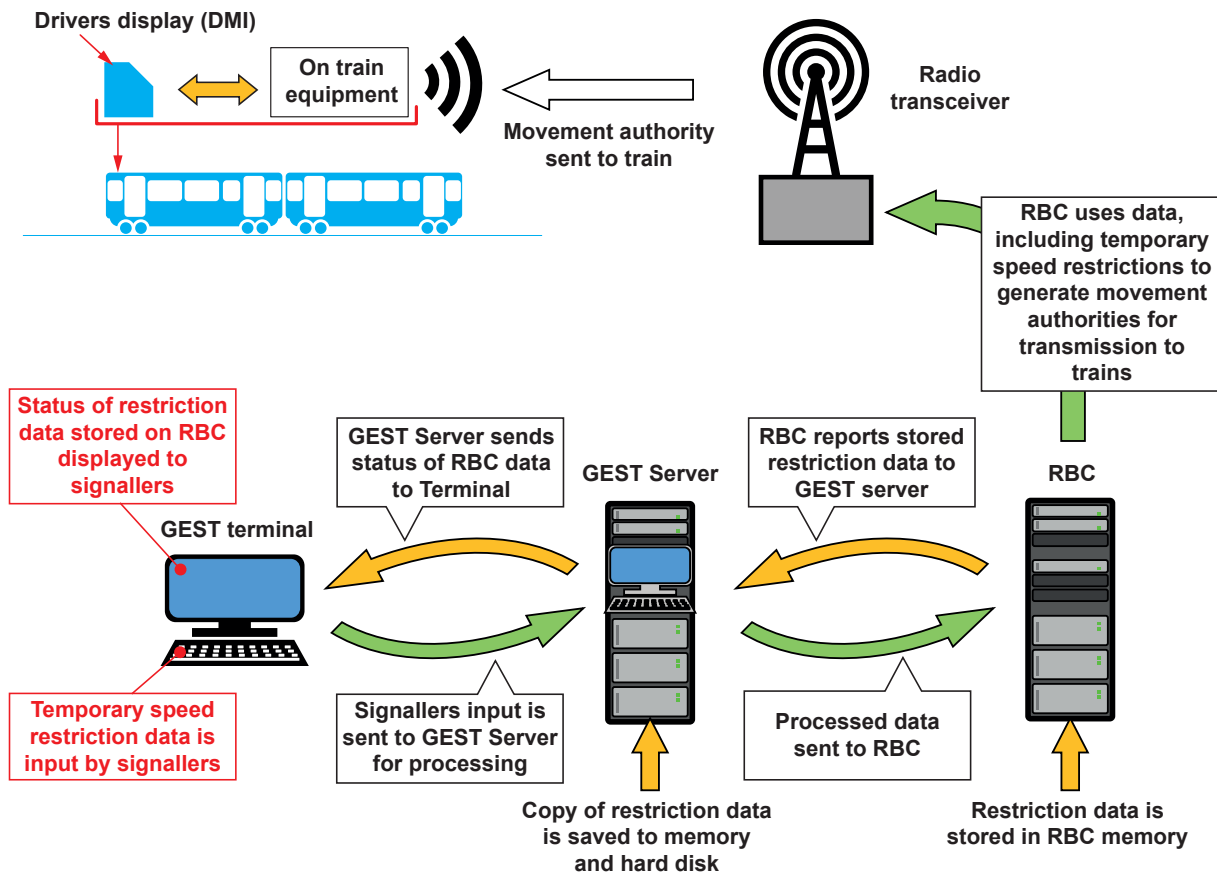 Drivers display (DMI)
On train
equipment
Movement authority
sent to train
Radio
transceiver
RBC uses data,
including temporary
speed restrictions to
generate movement
authorities for
transmission to
trains
Status of restriction
data stored on RBC
displayed to
signallers
GEST Server sends
status of RBC data
to Terminal
RBC reports stored
restriction data to
GEST server
GEST terminal
GEST Server
RBC
Temporary speed
restriction data is
input by signallers
Signallers input is
sent to GEST Server
for processing
Processed data
sent to RBC
Copy of restriction data
is saved to memory
and hard disk
Restriction data is
stored in RBC memory